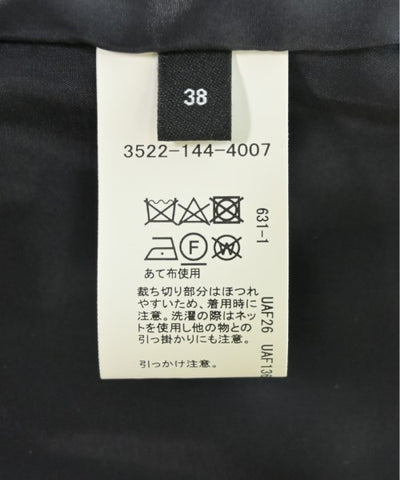 38
3522-144-4007
F W
あて布使用
裁ち切り部分はほつれ
やすいため、着用時に
注意。洗濯の際はネッ
トを使用し他の物との
引っ掛かりにも注意。
引っかけ注意。
631-1 UAF26 UAF136